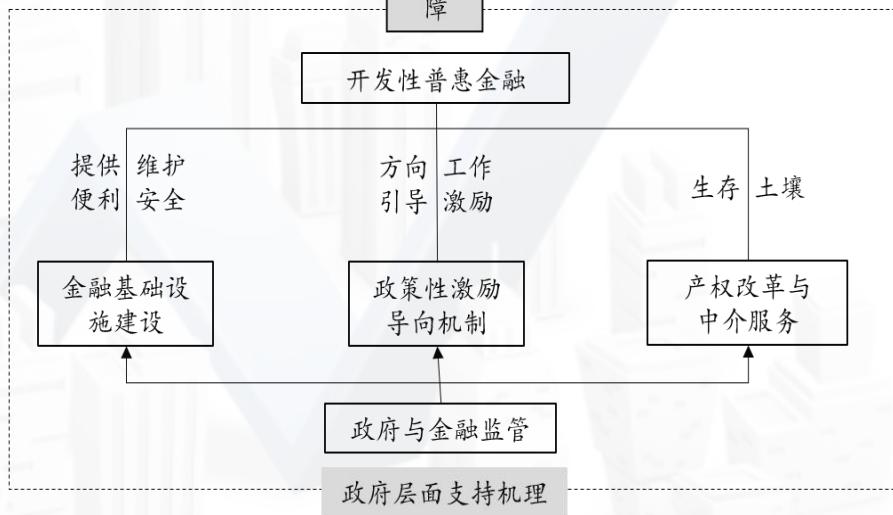 障
开发性普惠金融
提供 维护
便利 安全
方向 工作
引导 激励
生存 土壤
金融基础设
施建设
政策性激励
导向机制
产权改革与
中介服务
政府与金融监管
政府层面支持机理